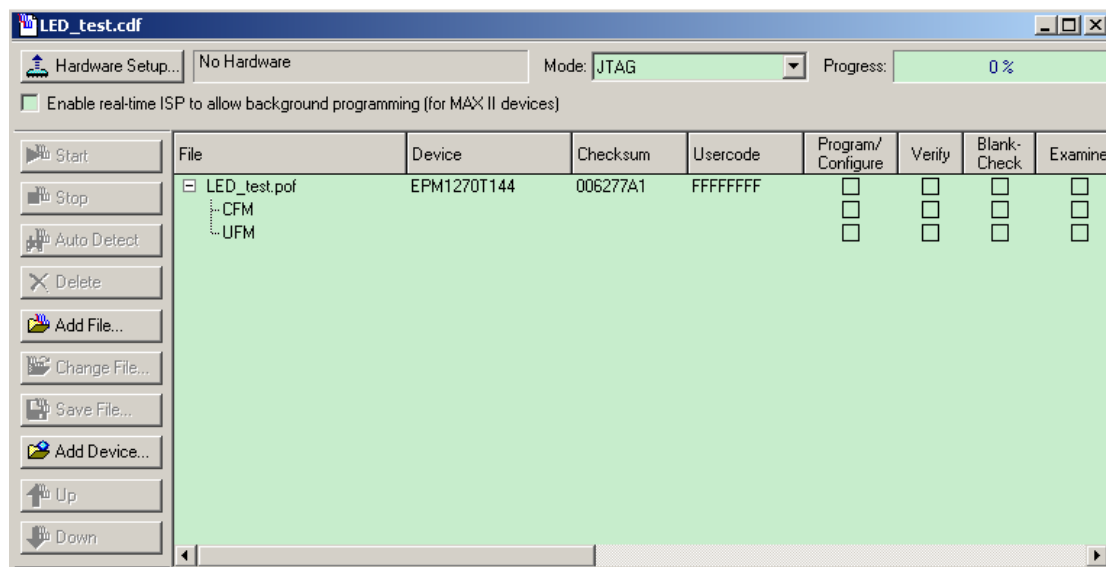 LED_test.cdf
Hardware Setup... No Hardware Mode: JTAG Progress: 0 %
Enable real-time ISP to allow background programming (for MAX II devices)
Start
Stop
Auto Detect
Delete
Add File...
Change File...
Save File...
Add Device...
Up
Down
File Device Checksum Usercode Program/ Configure Verify Blank- Check Examine
LED_test.pof EPM1270T144 006277A1 FFFFFFFF
CFM
UFM